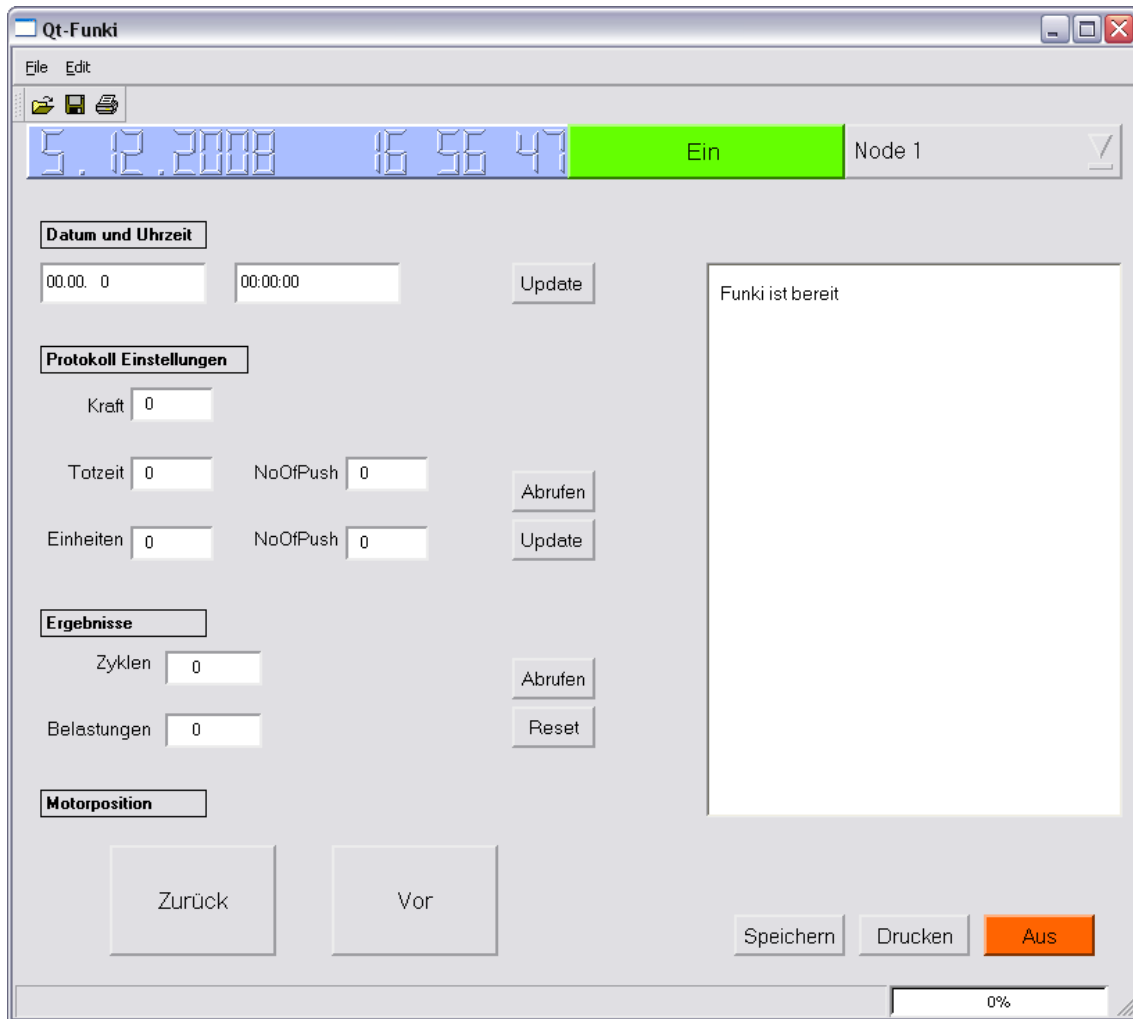 Qt-Funki
File Edit
5.12.2008 16 56 47 Ein Node 1
Datum und Uhrzeit
00.00. 0 00:00:00 Update
Funki ist bereit
Protokoll Einstellungen
Kraft 0
Totzeit 0 NoOfPush 0
Abrufen
Einheiten 0 NoOfPush 0 Update
Ergebnisse
Zyklen 0
Abrufen
Belastungen 0 Reset
Motorposition
Zurück Vor
Speichern Drucken Aus
0%